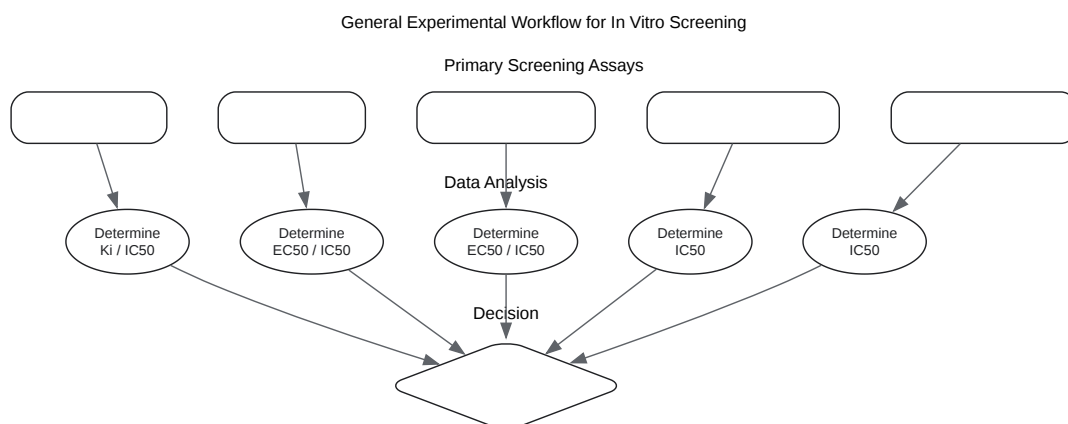 General Experimental Workflow for In Vitro Screening
Primary Screening Assays
Data Analysis
Determine
Ki / IC50
Determine
EC50 / IC50
Determine
EC50 / IC50
Determine
IC50
Determine
IC50
Decision